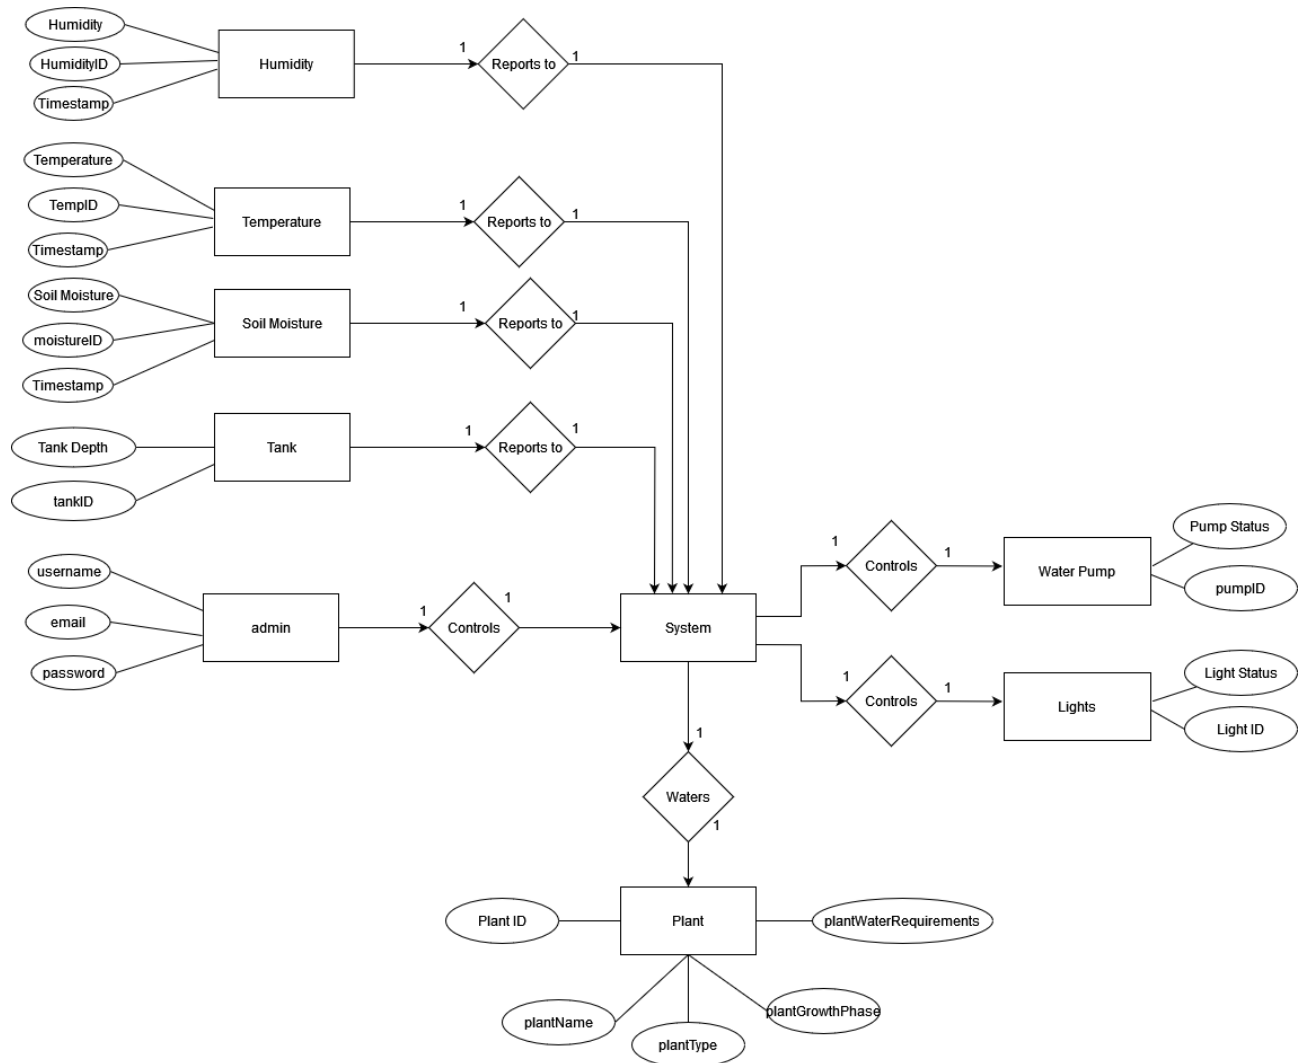 Humidity
HumidityID
Timestamp
Humidity
1
Reports to
1
Temperature
TempID
Timestamp
Temperature
1
Reports to
1
Soil Moisture
moistureID
Timestamp
Soil Moisture
1
Reports to
1
Tank Depth
tankID
Tank
1
Reports to
1
username
email
password
admin
1
Controls
1
System
1
Controls
1
Water Pump
Pump Status
pumpID
1
Controls
1
Lights
Light Status
Light ID
1
Waters
1
Plant ID
Plant
plantWaterRequirements
plantName
plantType
plantGrowthPhase